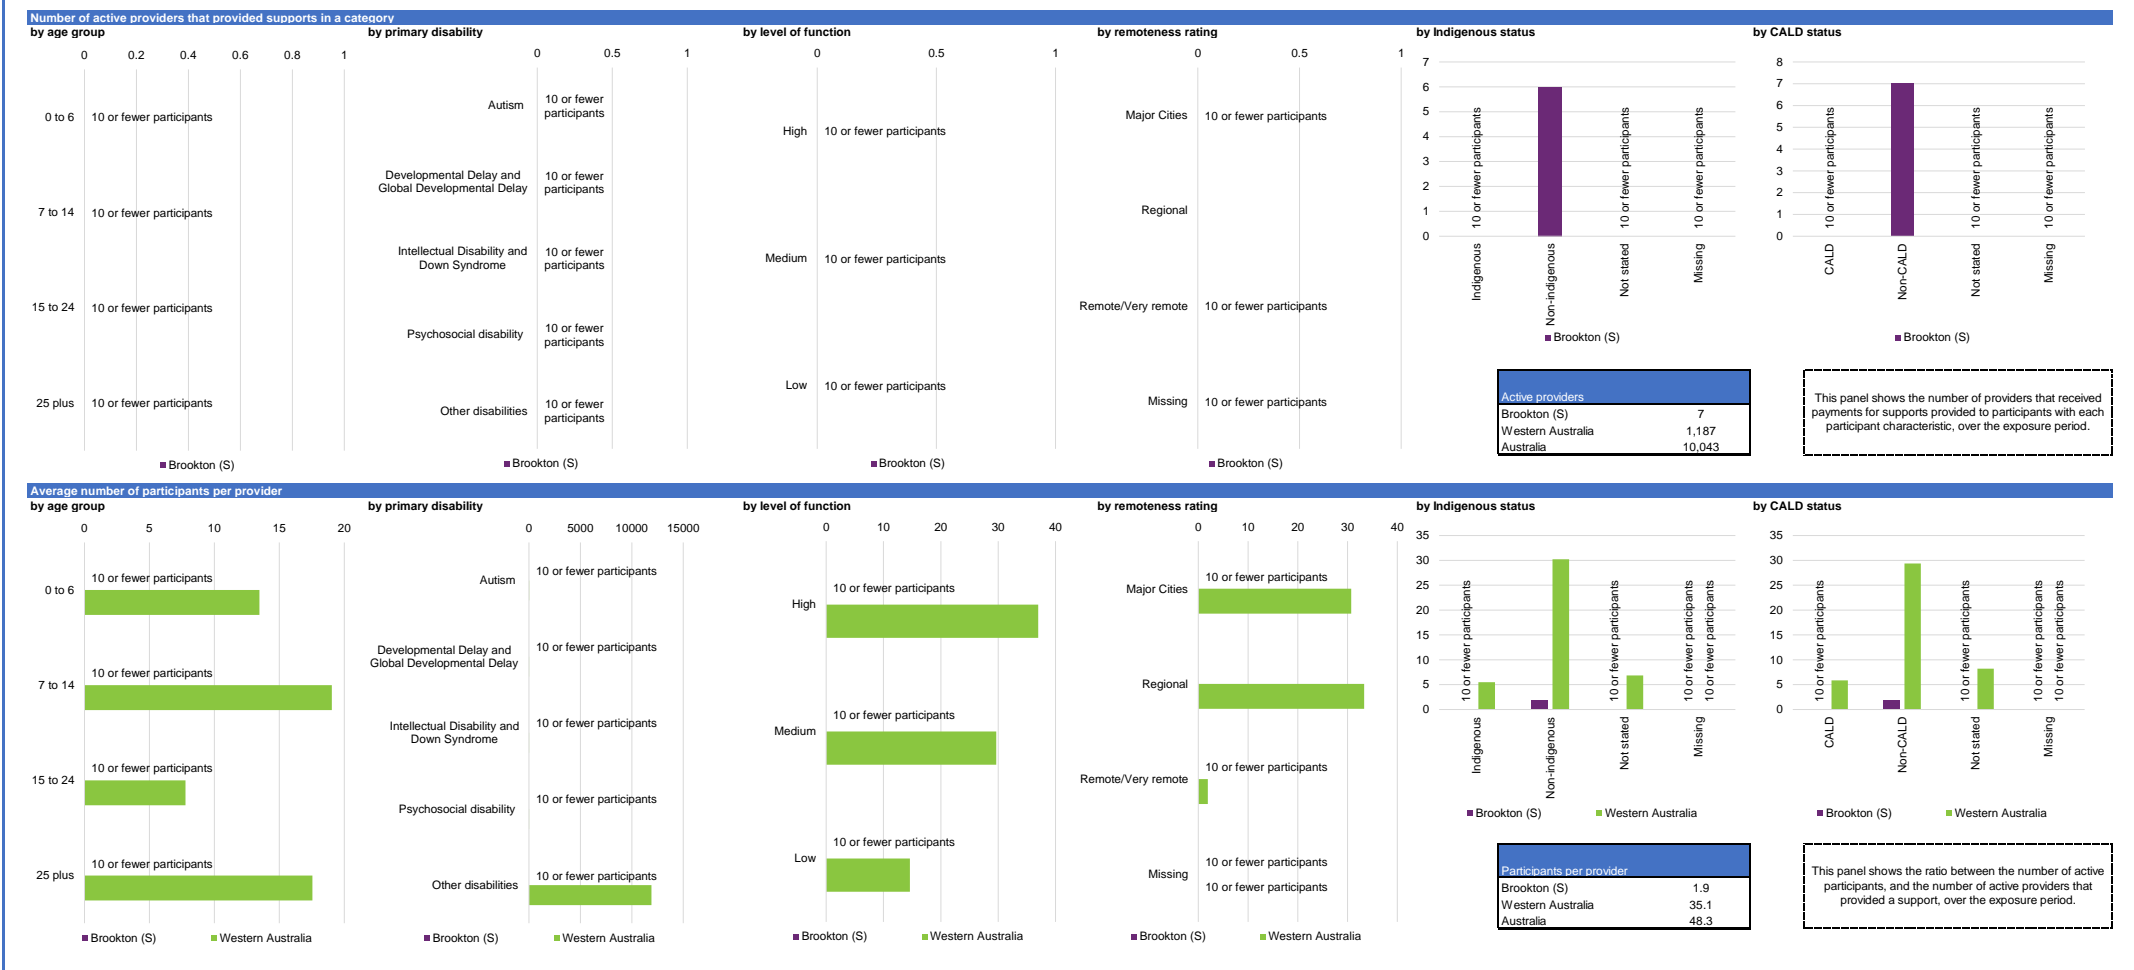 Number of active providers that provided supports in a category
by age group
0 0.2 0.4 0.6 0.8 1
0 to 6 10 or fewer participants
7 to 14 10 or fewer participants
15 to 24 10 or fewer participants
25 plus 10 or fewer participants
Brookton (S)
by primary disability
0 0.5 1
Autism
10 or fewer
participants
Developmental Delay and
Global Developmental Delay
10 or fewer
participants
Intellectual Disability and
Down Syndrome
10 or fewer
participants
Psychosocial disability
10 or fewer
participants
Other disabilities
10 or fewer
participants
Brookton (S)
by level of function
0 0.5 1
High 10 or fewer participants
Medium 10 or fewer participants
Low 10 or fewer participants
Brookton (S)
by remoteness rating
0 0.5 1
Major Cities 10 or fewer participants
Regional
Remote/Very remote 10 or fewer participants
Missing 10 or fewer participants
Brookton (S)
by Indigenous status
7
6
5
4
3
2
1
0
10 or fewer participants
10 or fewer participants
10 or fewer participants
Indigenous
Non-indigenous
Not stated
Missing
Brookton (S)
by CALD status
8
7
6
5
4
3
2
1
0
10 or fewer participants
10 or fewer participants
10 or fewer participants
CALD
Non-CALD
Not stated
Missing
Brookton (S)
Active providers
Brookton (S) 7
Western Australia 1,187
Australia 10,043
This panel shows the number of providers that received
payments for supports provided to participants with each
participant characteristic, over the exposure period.
Average number of participants per provider
by age group
0 5 10 15 20
10 or fewer participants
0 to 6
10 or fewer participants
7 to 14
10 or fewer participants
15 to 24
10 or fewer participants
25 plus
Brookton (S) Western Australia
by primary disability
0 5000 10000 15000
10 or fewer participants
Autism
10 or fewer participants
Developmental Delay and
Global Developmental Delay
10 or fewer participants
Intellectual Disability and
Down Syndrome
10 or fewer participants
Psychosocial disability
10 or fewer participants
Other disabilities
Brookton (S) Western Australia
by level of function
0 10 20 30 40
10 or fewer participants
High
10 or fewer participants
Medium
10 or fewer participants
Low
Brookton (S) Western Australia
by remoteness rating
0 10 20 30 40
10 or fewer participants
Major Cities
Regional
10 or fewer participants
Remote/Very remote
10 or fewer participants
Missing
10 or fewer participants
Brookton (S) Western Australia
by Indigenous status
35
30
25
20
15
10
5
0
10 or fewer participants
10 or fewer participants
10 or fewer participants
10 or fewer participants
Indigenous
Non-indigenous
Not stated
Missing
Brookton (S) Western Australia
by CALD status
35
30
25
20
15
10
5
0
10 or fewer participants
10 or fewer participants
10 or fewer participants
10 or fewer participants
CALD
Non-CALD
Not stated
Missing
Brookton (S) Western Australia
Participants per provider
Brookton (S) 1.9
Western Australia 35.1
Australia 48.3
This panel shows the ratio between the number of active
participants, and the number of active providers that
provided a support, over the exposure period.